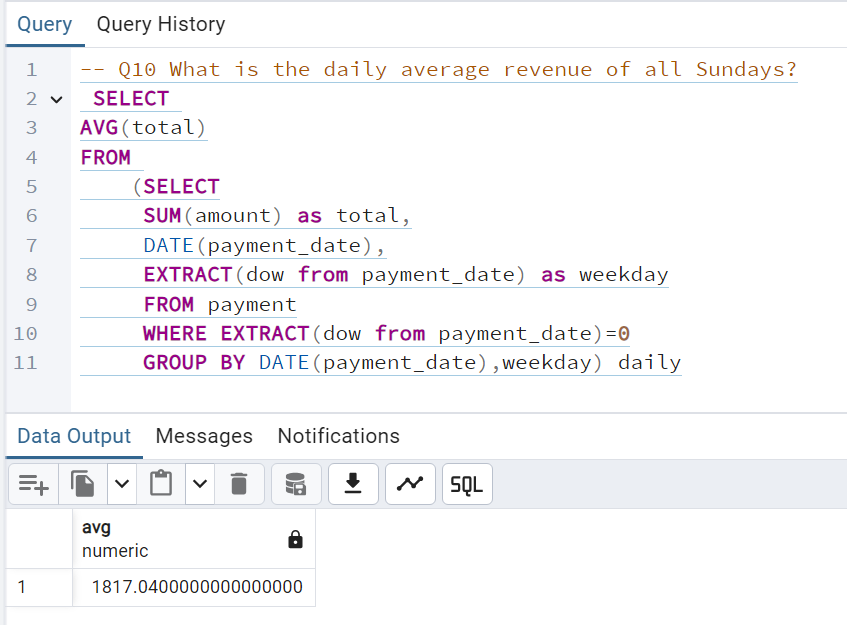 Query Query History
1 -- Q10 What is the daily average revenue of all Sundays?
2 SELECT
3 AVG(total)
4 FROM
5 (SELECT
6 SUM(amount) as total,
7 DATE(payment_date),
8 EXTRACT(dow from payment_date) as weekday
9 FROM payment
10 WHERE EXTRACT(dow from payment_date)=0
11 GROUP BY DATE(payment_date),weekday) daily
Data Output Messages Notifications
SQL
avg
numeric
1 1817.0400000000000000